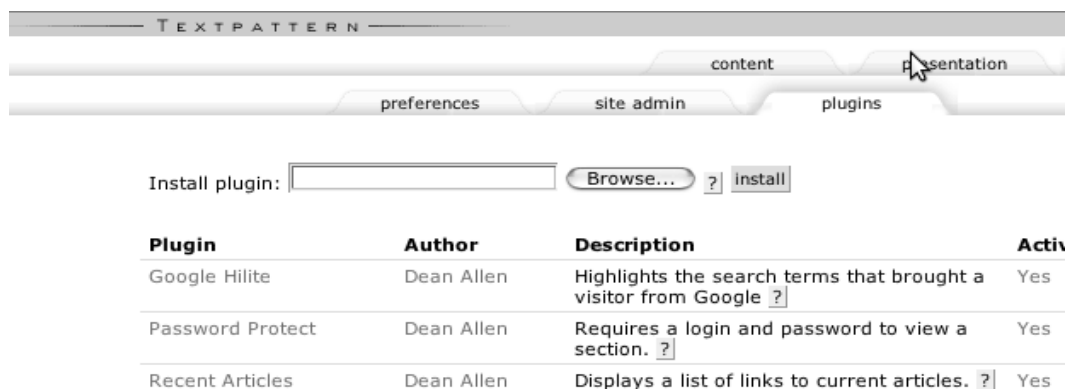 TEXTPATTERN
content presentation
preferences site admin plugins
Install plugin: Browse... ? install
Plugin Author Description Activ
Google Hilite Dean Allen Highlights the search terms that brought a Yes
visitor from Google ?
Password Protect Dean Allen Requires a login and password to view a Yes
section. ?
Recent Articles Dean Allen Displays a list of links to current articles. ? Yes